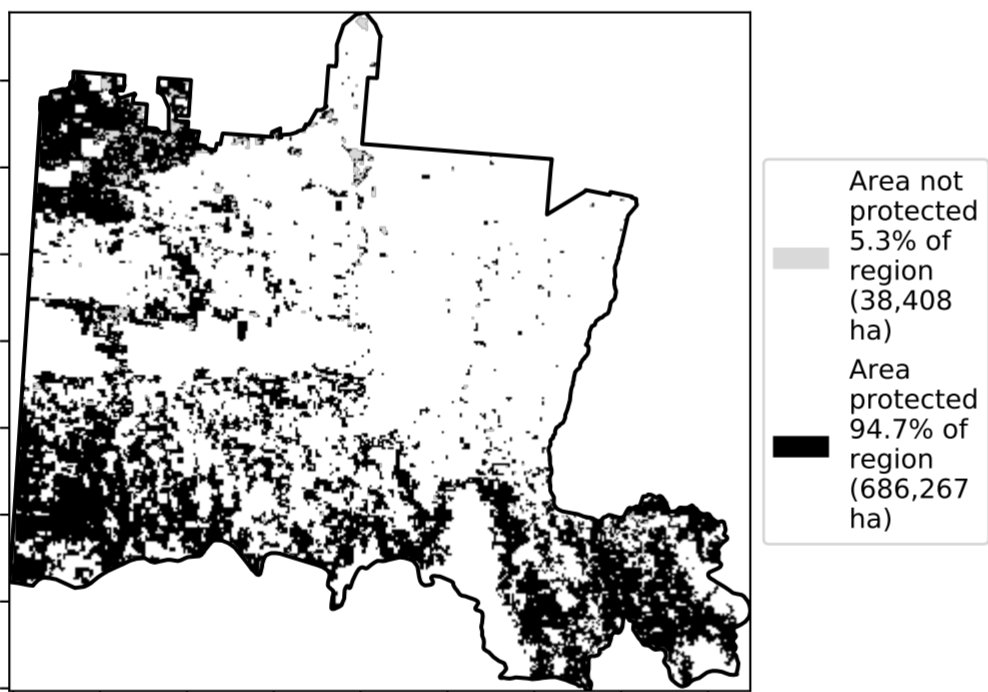 Area not
protected
5.3% of
region
(38,408
ha)
Area
protected
94.7% of
region
(686,267
ha)